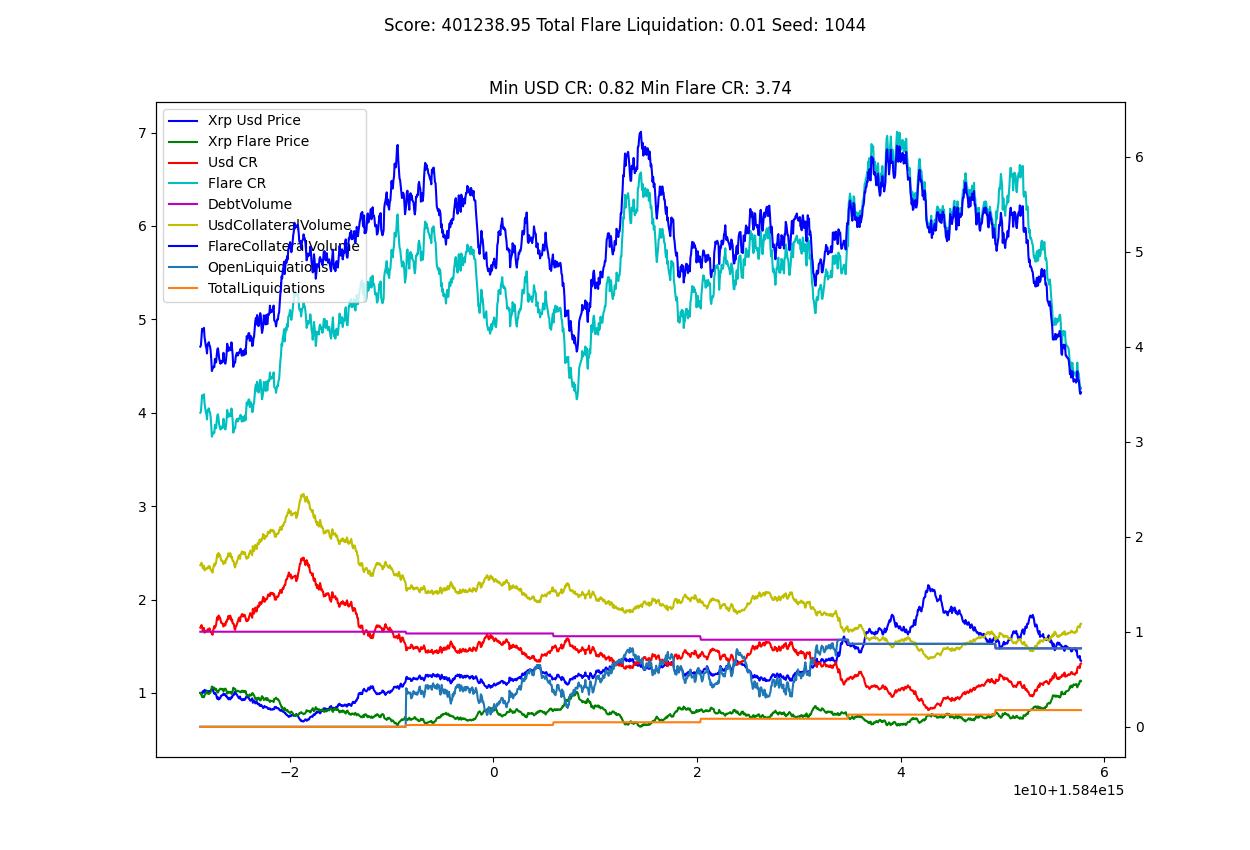 Score: 401238.95 Total Flare Liquidation: 0.01 Seed: 1044
Min USD CR: 0.82 Min Flare CR: 3.74
Xrp Usd Price
Xrp Flare Price
Usd CR
Flare CR
DebtVolume
UsdCollateralVolume
FlareCollateralVolume
OpenLiquidations
TotalLiquidations
7
6
5
4
3
2
1
6
5
4
3
2
1
0
−2
0
2
4
6
1e10+1.584e15